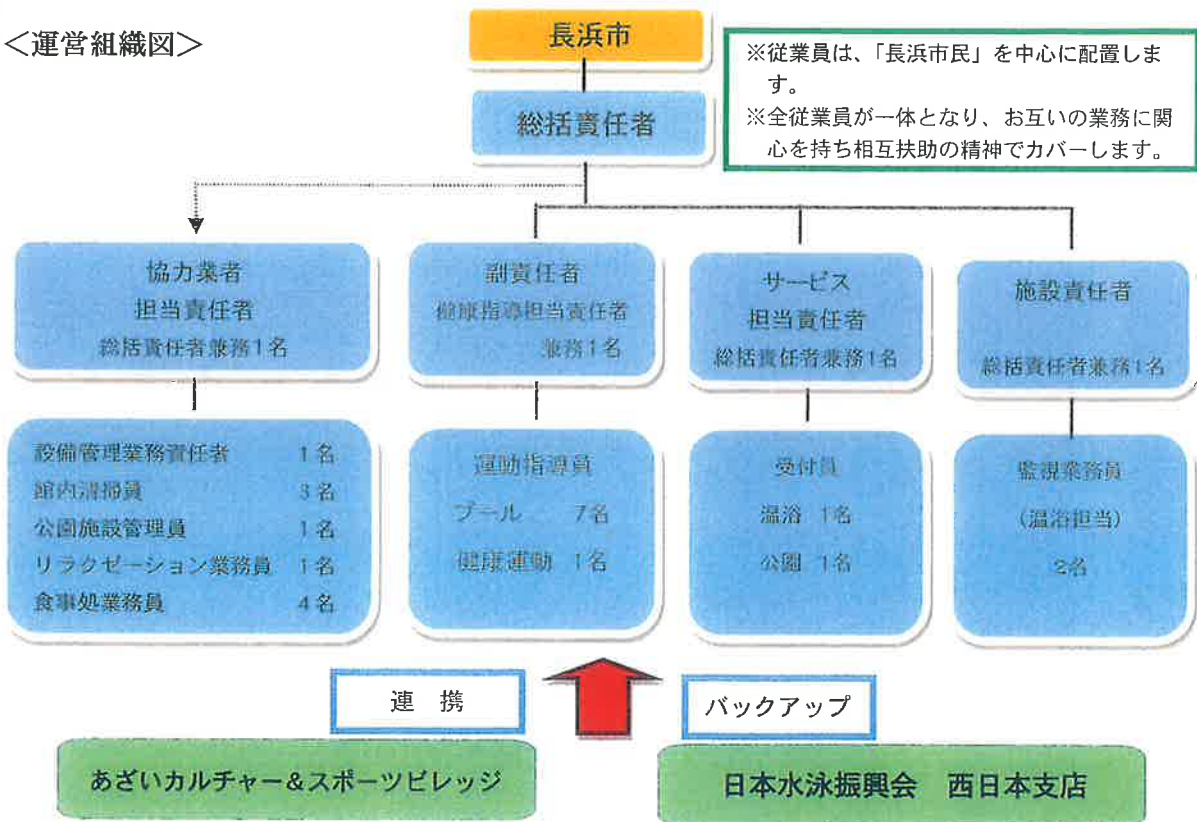 ＜運営組織図＞
長浜市
※従業員は、「長浜市民」を中心に配置しま
す。
※全従業員が一体となり、お互いの業務に関
心を持ち相互扶助の精神でカバーします。
総括責任者
協力業者
担当責任者
総括責任者兼務1名
副責任者
健康指導担当責任者
兼務1名
サービス
担当責任者
総括責任者兼務1名
施設責任者
総括責任者兼務1名
設備管理業務責任者 1名
館内清掃員 3名
公園施設管理員 1名
リラクゼーション業務員 1名
食事処業務員 4名
運動指導員
プール 7名
健康運動 1名
受付員
温浴 1名
公園 1名
監視業務員
(温浴担当)
2名
連 携
バックアップ
あざいカルチャー＆スポーツビレッジ
日本水泳振興会 西日本支店